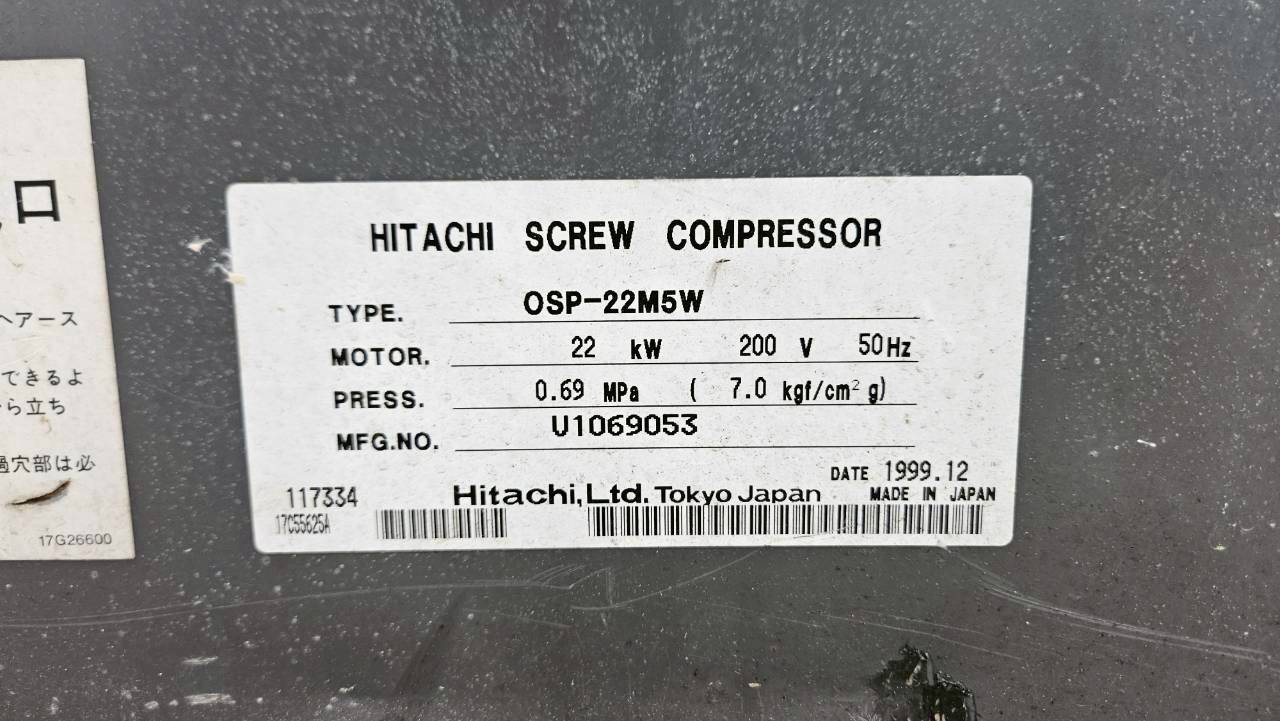 口
へアース
できるよ
ら立ち
過穴部は必
17G26600
HITACHI SCREW COMPRESSOR
TYPE. OSP-22M5W
MOTOR. 22 kW 200 V 50Hz
PRESS. 0.69 MPa ( 7.0 kgf/cm² g)
MFG.NO. U1069053
DATE 1999.12
117334 Hitachi,Ltd. Tokyo Japan MADE IN JAPAN
17C55625A